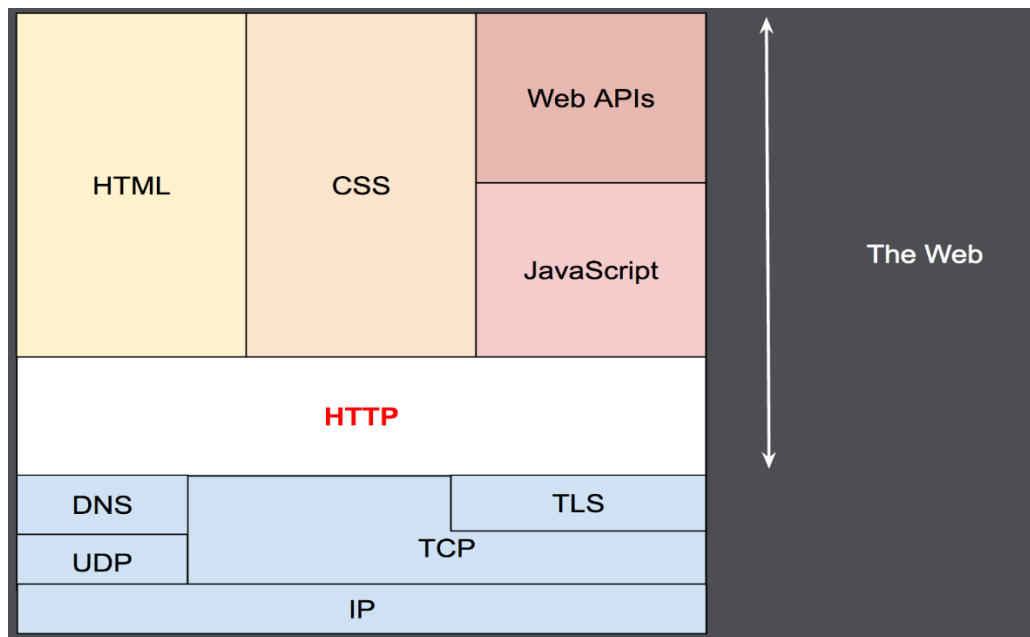 Web APIs
HTML
CSS
JavaScript
The Web
HTTP
DNS
TLS
UDP
TCP
IP